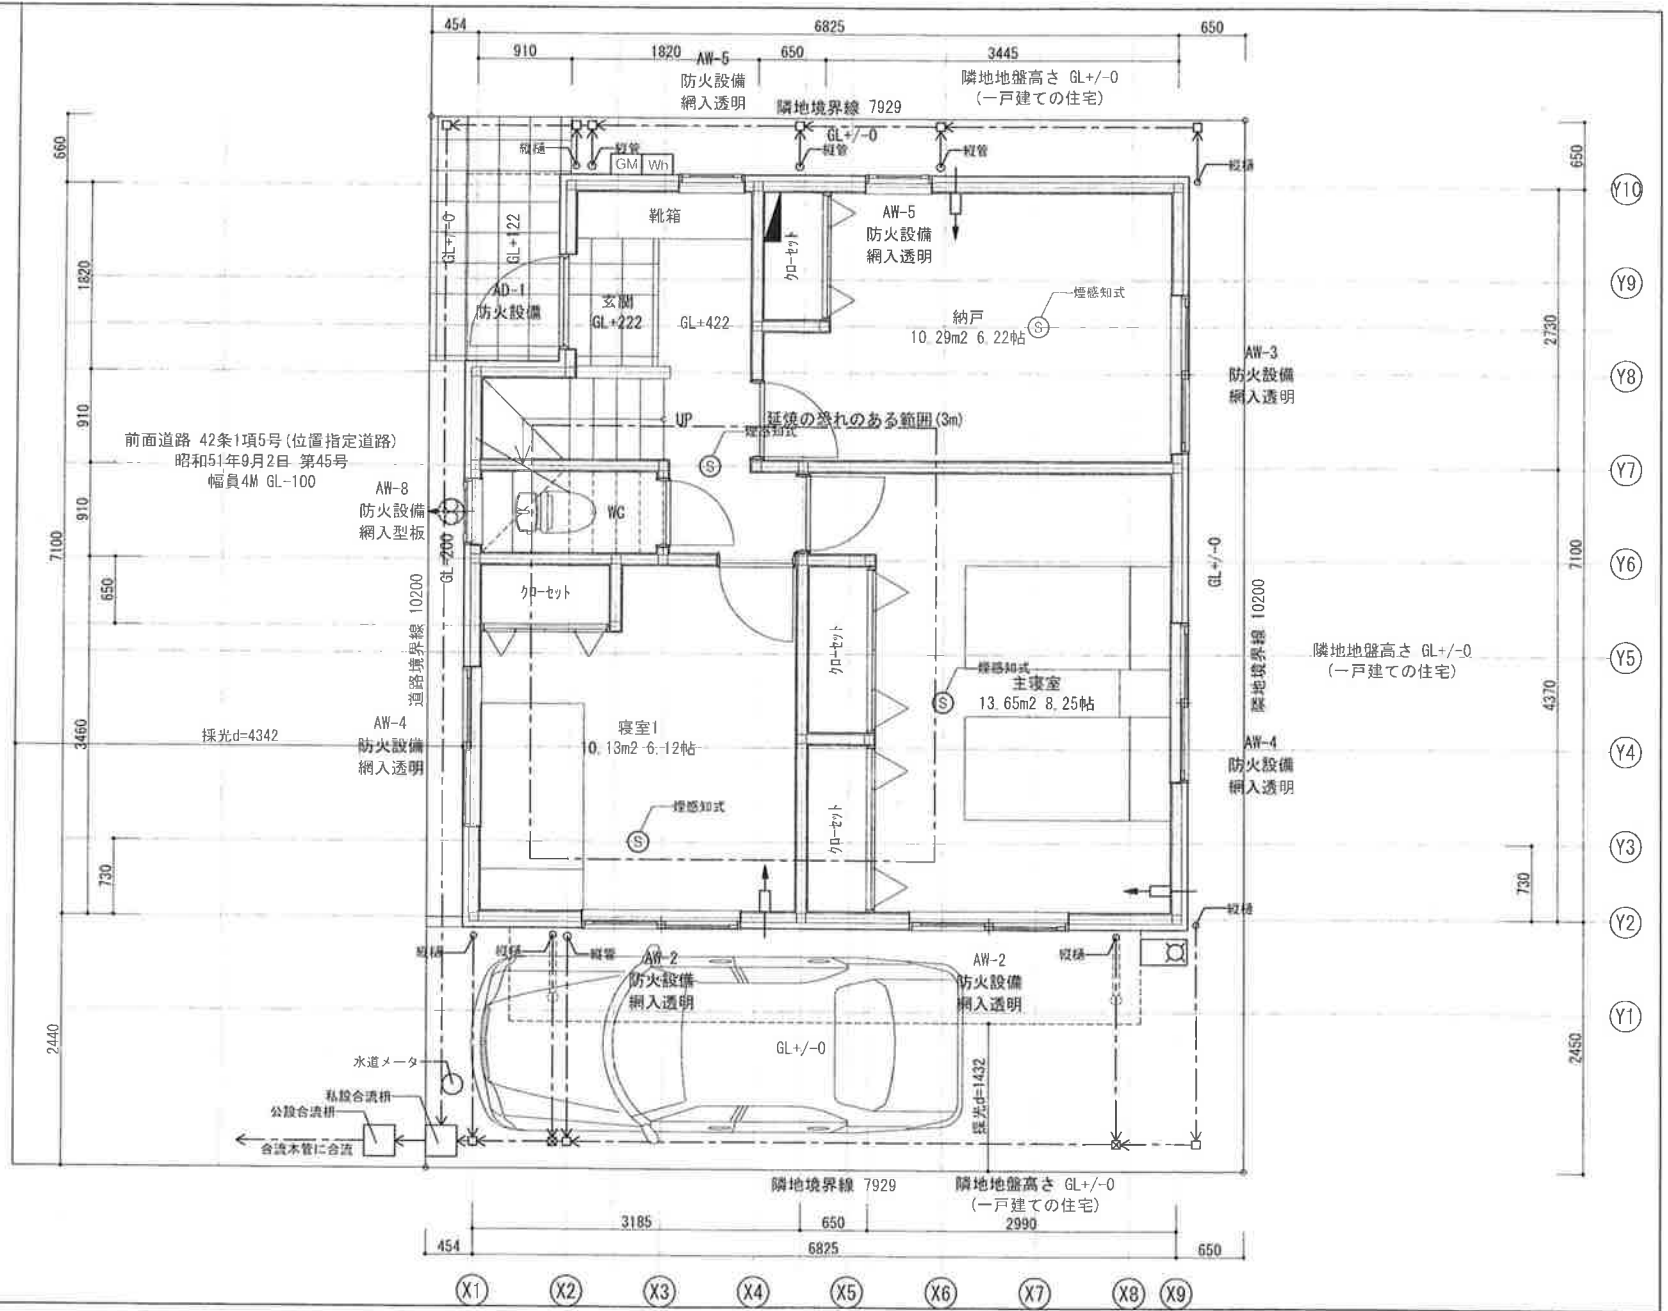 454
6825
650
910
1820
650
3445
AW-5
防火設備
網入透明
隣地地盤高さ GL+/-0
(一戸建ての住宅)
隣地境界線 7929
GL+/-0
660
650
縦樋
縦管
縦管
縦管
縦樋
GM
Wh
Y10
靴箱
AW-5
防火設備
網入透明
GL+/-0
GL+122
クローゼット
1820
AD-1
防火設備
玄関
GL+222
GL+422
煙感知式
S
納戸
10.29m2 6.22帖
Y9
2730
AW-3
防火設備
網入透明
Y8
910
UP
延焼の恐れのある範囲(3m)
煙感知式
S
前面道路 42条1項5号(位置指定道路)
昭和51年9月2日 第45号
幅員4M GL-100
Y7
AW-8
防火設備
網入型板
910
WC
GL-200
7100
7100
GL+/-0
Y6
クローゼット
650
道路境界線 10200
隣地境界線 10200
クローゼット
煙感知式
S
主寝室
13.65m2 8.25帖
隣地地盤高さ GL+/-0
(一戸建ての住宅)
Y5
4370
3460
採光d=4342
AW-4
防火設備
網入透明
寝室1
10.13m2 6.12帖
AW-4
防火設備
網入透明
Y4
煙感知式
S
クローゼット
Y3
730
730
縦樋
Y2
縦樋
縦樋
縦管
AW-2
防火設備
網入透明
AW-2
防火設備
網入透明
縦樋
Y1
2440
2450
GL+/-0
採光d=1432
水道メータ
私設合流桝
公設合流桝
合流本管に合流
隣地境界線 7929
隣地地盤高さ GL+/-0
(一戸建ての住宅)
3185
650
2990
454
6825
650
X1
X2
X3
X4
X5
X6
X7
X8
X9